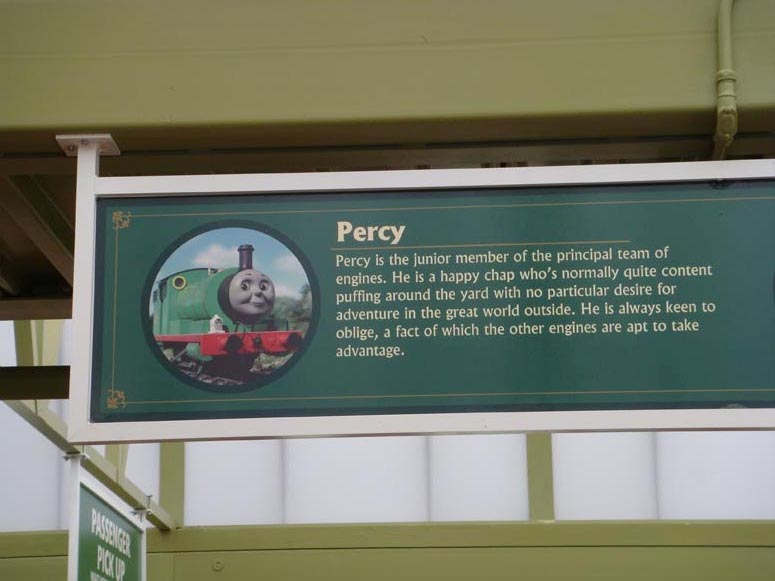 Percy
Percy is the junior member of the principal team of
engines. He is a happy chap who's normally quite content
puffing around the yard with no particular desire for
adventure in the great world outside. He is always keen to
oblige, a fact of which the other engines are apt to take
advantage.
PASSENGER
PICK UP